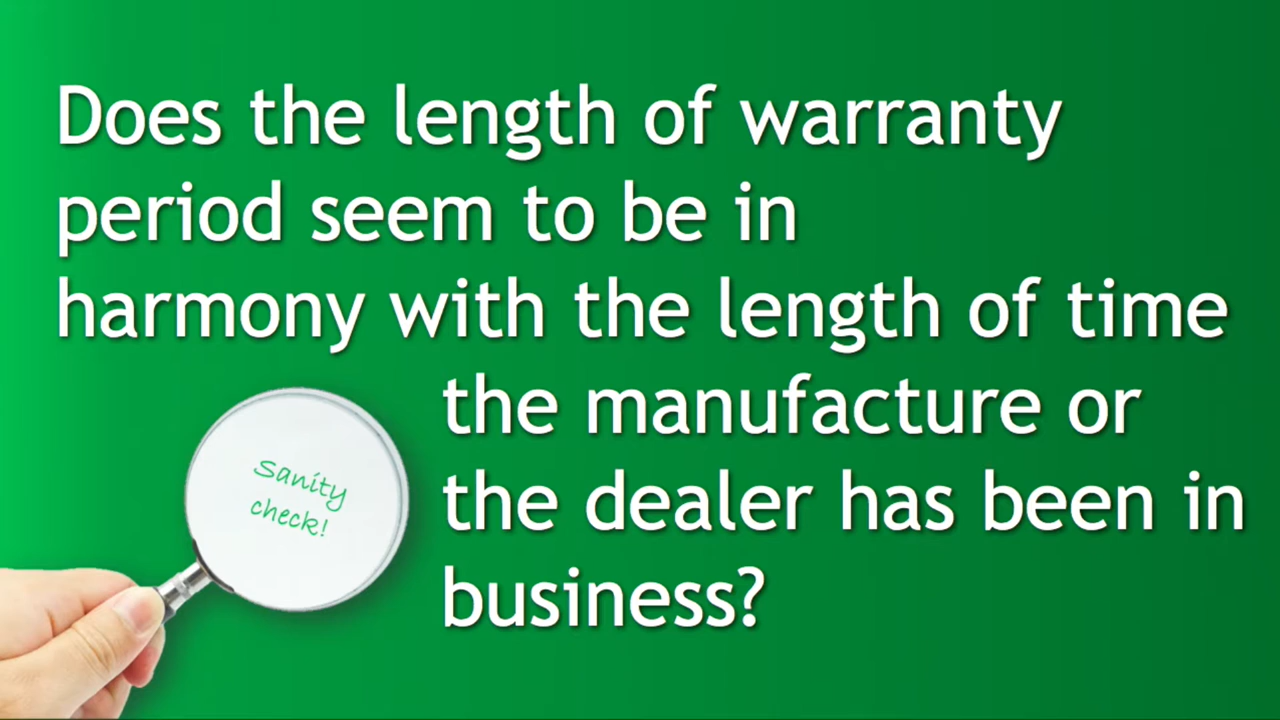 Does the length of warranty
period seem to be in
harmony with the length of time
the manufacture or
the dealer has been in
business?
Sanity
check!